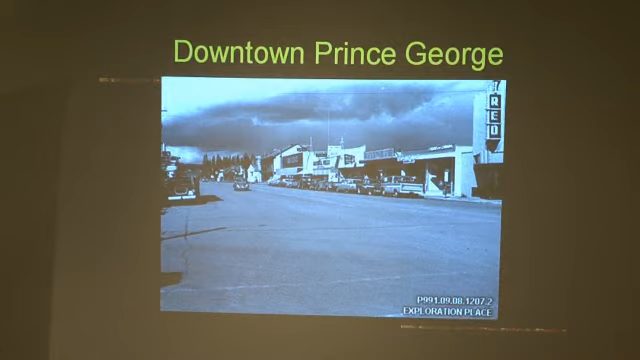 Downtown Prince George
RED
P991.09.08.1207.2
EXPLORATION PLACE